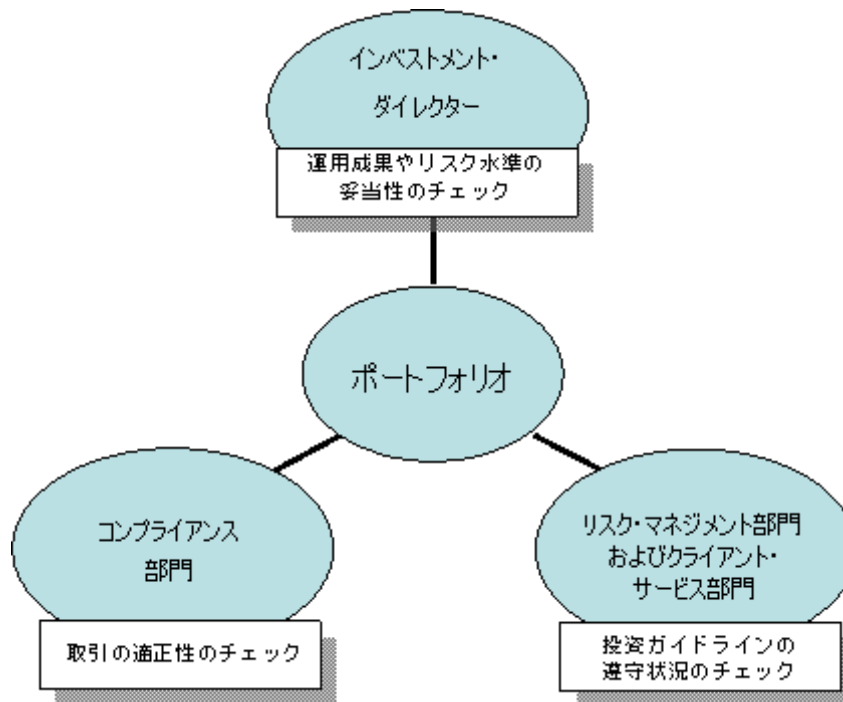 インベストメント・
ダイレクター
運用成果やリスク水準の
妥当性のチェック
ポートフォリオ
コンプライアンス
部門
取引の適正性のチェック
リスク・マネジメント部門
およびクライアント・
サービス部門
投資ガイドラインの
遵守状況のチェック